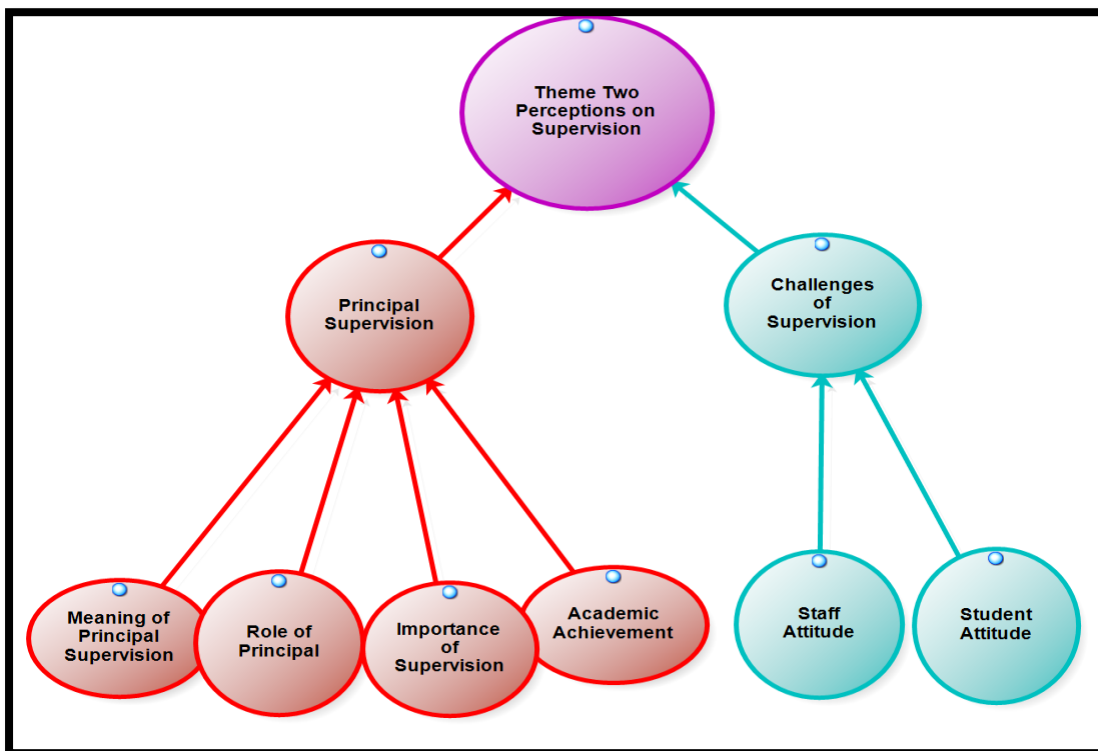 Theme Two
Perceptions on
Supervision
Principal
Supervision
Challenges
of
Supervision
Meaning of
Principal
Supervision
Role of
Principal
Importance
of
Supervision
Academic
Achievement
Staff
Attitude
Student
Attitude